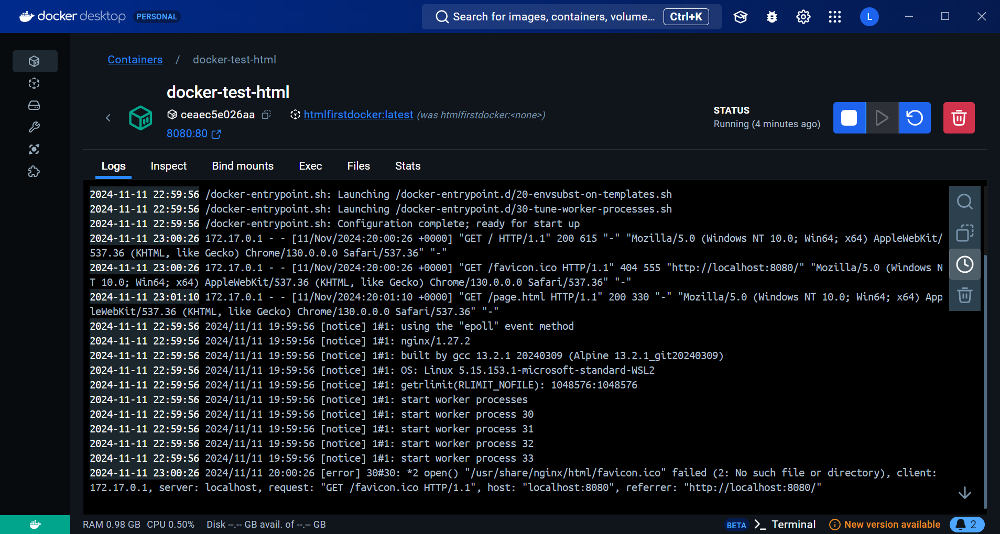 docker desktop PERSONAL
Search for images, containers, volume... Ctrl+K
L
Containers / docker-test-html
docker-test-html
ceaec5e026aa htmlfirstdocker:latest (was htmlfirstdocker:<none>)
8080:80
STATUS
Running (4 minutes ago)
Logs Inspect Bind mounts Exec Files Stats
2024-11-11 22:59:56 /docker-entrypoint.sh: Launching /docker-entrypoint.d/20-envsubst-on-templates.sh
2024-11-11 22:59:56 /docker-entrypoint.sh: Launching /docker-entrypoint.d/30-tune-worker-processes.sh
2024-11-11 22:59:56 /docker-entrypoint.sh: Configuration complete; ready for start up
2024-11-11 23:00:26 172.17.0.1 - - [11/Nov/2024:20:00:26 +0000] "GET / HTTP/1.1" 200 615 "-" "Mozilla/5.0 (Windows NT 10.0; Win64; x64) AppleWebKit/
537.36 (KHTML, like Gecko) Chrome/130.0.0.0 Safari/537.36" "-"
2024-11-11 23:00:26 172.17.0.1 - - [11/Nov/2024:20:00:26 +0000] "GET /favicon.ico HTTP/1.1" 404 555 "http://localhost:8080/" "Mozilla/5.0 (Windows N
T 10.0; Win64; x64) AppleWebKit/537.36 (KHTML, like Gecko) Chrome/130.0.0.0 Safari/537.36" "-"
2024-11-11 23:01:10 172.17.0.1 - - [11/Nov/2024:20:01:10 +0000] "GET /page.html HTTP/1.1" 200 330 "-" "Mozilla/5.0 (Windows NT 10.0; Win64; x64) App
leWebKit/537.36 (KHTML, like Gecko) Chrome/130.0.0.0 Safari/537.36" "-"
2024-11-11 22:59:56 2024/11/11 19:59:56 [notice] 1#1: using the "epoll" event method
2024-11-11 22:59:56 2024/11/11 19:59:56 [notice] 1#1: nginx/1.27.2
2024-11-11 22:59:56 2024/11/11 19:59:56 [notice] 1#1: built by gcc 13.2.1 20240309 (Alpine 13.2.1_git20240309)
2024-11-11 22:59:56 2024/11/11 19:59:56 [notice] 1#1: OS: Linux 5.15.153.1-microsoft-standard-WSL2
2024-11-11 22:59:56 2024/11/11 19:59:56 [notice] 1#1: getrlimit(RLIMIT_NOFILE): 1048576:1048576
2024-11-11 22:59:56 2024/11/11 19:59:56 [notice] 1#1: start worker processes
2024-11-11 22:59:56 2024/11/11 19:59:56 [notice] 1#1: start worker process 30
2024-11-11 22:59:56 2024/11/11 19:59:56 [notice] 1#1: start worker process 31
2024-11-11 22:59:56 2024/11/11 19:59:56 [notice] 1#1: start worker process 32
2024-11-11 22:59:56 2024/11/11 19:59:56 [notice] 1#1: start worker process 33
2024-11-11 23:00:26 2024/11/11 20:00:26 [error] 30#30: *2 open() "/usr/share/nginx/html/favicon.ico" failed (2: No such file or directory), client:
172.17.0.1, server: localhost, request: "GET /favicon.ico HTTP/1.1", host: "localhost:8080", referrer: "http://localhost:8080/"
RAM 0.98 GB CPU 0.50% Disk --.-- GB avail. of --.-- GB
BETA >_ Terminal New version available 2